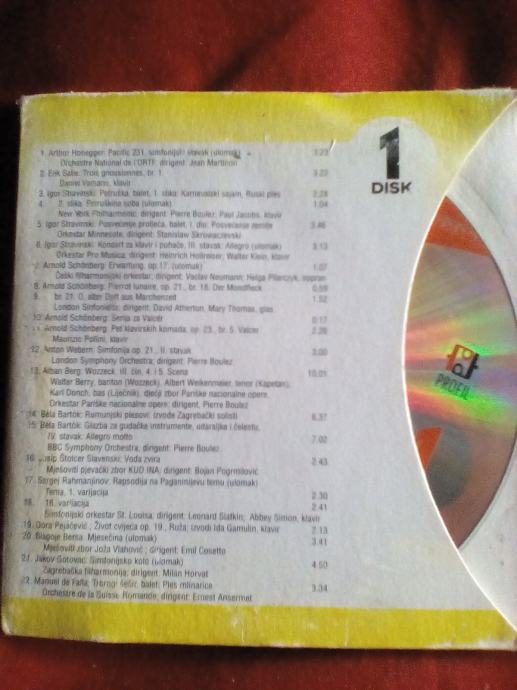 1. Arthur Honegger: Pacific 231, simfonijski stavak (ulomak) 3.23
Orchestre National de l'ORTF; dirigent: Jean Martinon
2. Erik Satie: Trois gnossiennes, br. 1 3.22
Daniel Varsano, klavir
3. Igor Stravinski: Petruška, balet, 1. slika: Karnevalski sajam, Ruski ples 2.28
4. 2. slika: Petruškina soba (ulomak) 1.04
New York Philharmonic; dirigent: Pierre Boulez; Paul Jacobs, klavir
5. Igor Stravinski: Posvećenje proljeća, balet, I. dio: Posvećenje zemlje 3.46
Orkestar Minnesote; dirigent: Stanislaw Skrowaczevski
6. Igor Stravinski: Koncert za klavir i puhače, III. stavak: Allegro (ulomak) 3.13
Orkestar Pro Musica; dirigent: Heinrich Hollreiser; Walter Klein, klavir
7. Arnold Schönberg: Erwartung, op.17, (ulomak) 1.07
Češki filharmonijski orkestar; dirigent: Vaclav Neumann; Helga Pilarczyk, sopran
8. Arnold Schönberg: Pierrot lunaire, op. 21., br. 18. Der Mondfleck 0.59
9. br. 21. O, alter Duft aus Märchenzeit 1.52
London Sinfonietta; dirigent: David Atherton, Mary Thomas, glas
10. Arnold Schönberg: Serija za Valcer 0.17
11. Arnold Schönberg: Pet klavirskih komada, op. 23., br. 5. Valcer 2.28
Maurizio Pollini, klavir
12. Anton Webern: Simfonija op. 21., II. stavak 3.00
London Symphony Orchestra; dirigent: Pierre Boulez
13. Alban Berg: Wozzeck, III. čin, 4. i 5. Scena 10.01
Walter Berry, bariton (Wozzeck), Albert Weikenmeier, tenor (Kapetan),
Karl Donch, bas (Liječnik), dječji zbor Pariške nacionalne opere,
Orkestar Pariške nacionalne opere; dirigent, Pierre Boulez
14. Béla Bartók: Rumunjski plesovi; izvode Zagrebački solisti 6.37
15. Béla Bartók: Glazba za gudačke instrumente, udaraljke i čelestu,
IV. stavak: Allegro molto 7.02
BBC Symphony Orchestra, dirigent: Pierre Boulez
16. Josip Štolcer Slavenski: Voda zvira 2.43
Mješoviti pjevački zbor KUD INA, dirigent: Bojan Pogrmilović
17. Sergej Rahmanjinov: Rapsodija na Paganinijevu temu (ulomak)
Tema, 1. varijacija 2.30
18. 18. varijacija 2.41
Simfonijski orkestar St. Louisa; dirigent: Leonard Slatkin; Abbey Simon, klavir
19. Dora Pejačević; Život cvijeća op. 19., Ruža; izvodi Ida Gamulin, klavir 2.13
20. Blagoje Bersa: Mjesečina (ulomak) 3.41
Mješoviti zbor Joža Vlahović; dirigent: Emil Cosetto
21. Jakov Gotovac: Simfonijsko kolo (ulomak) 4.50
Zagrebačka filharmonija; dirigent: Milan Horvat
22. Manuel de Falla: Trorogi šešir, balet: Ples mlinarice 3.34
Orchestre de la Suisse Romande; dirigent: Ernest Ansermet
1
DISK
PROFIL